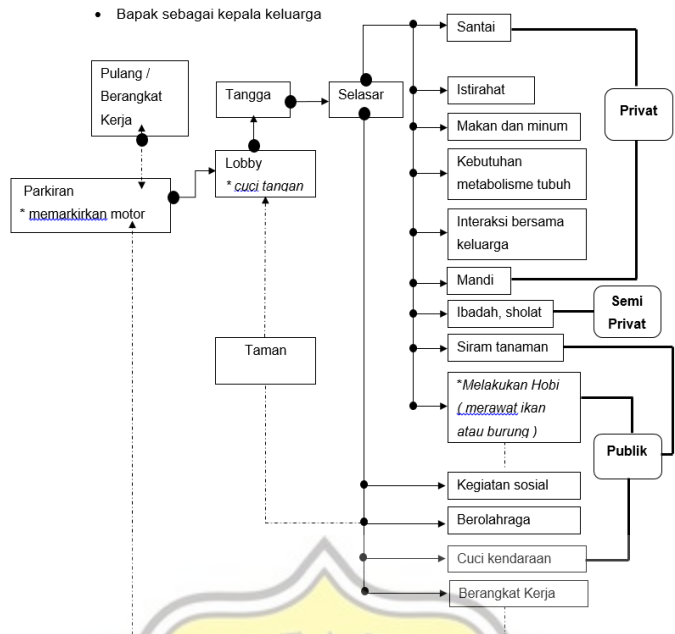 • Bapak sebagai kepala keluarga
Pulang /
Berangkat
Kerja
Parkiran
* memarkirkan motor
Tangga
Lobby
* cuci tangan
Selasar
Taman
Santai
Istirahat
Makan dan minum
Kebutuhan
metabolisme tubuh
Interaksi bersama
keluarga
Mandi
Ibadah, sholat
Siram tanaman
*Melakukan Hobi
( merawat ikan
atau burung )
Kegiatan sosial
Berolahraga
Cuci kendaraan
Berangkat Kerja
Privat
Semi
Privat
Publik